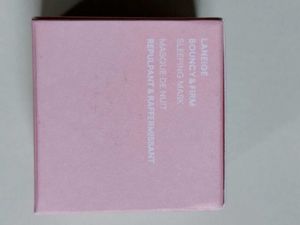 LANEIGE
BOUNCY & FIRM
SLEEPING MASK
MASQUE DE NUIT
REPULPANT & RAFFERMISSANT